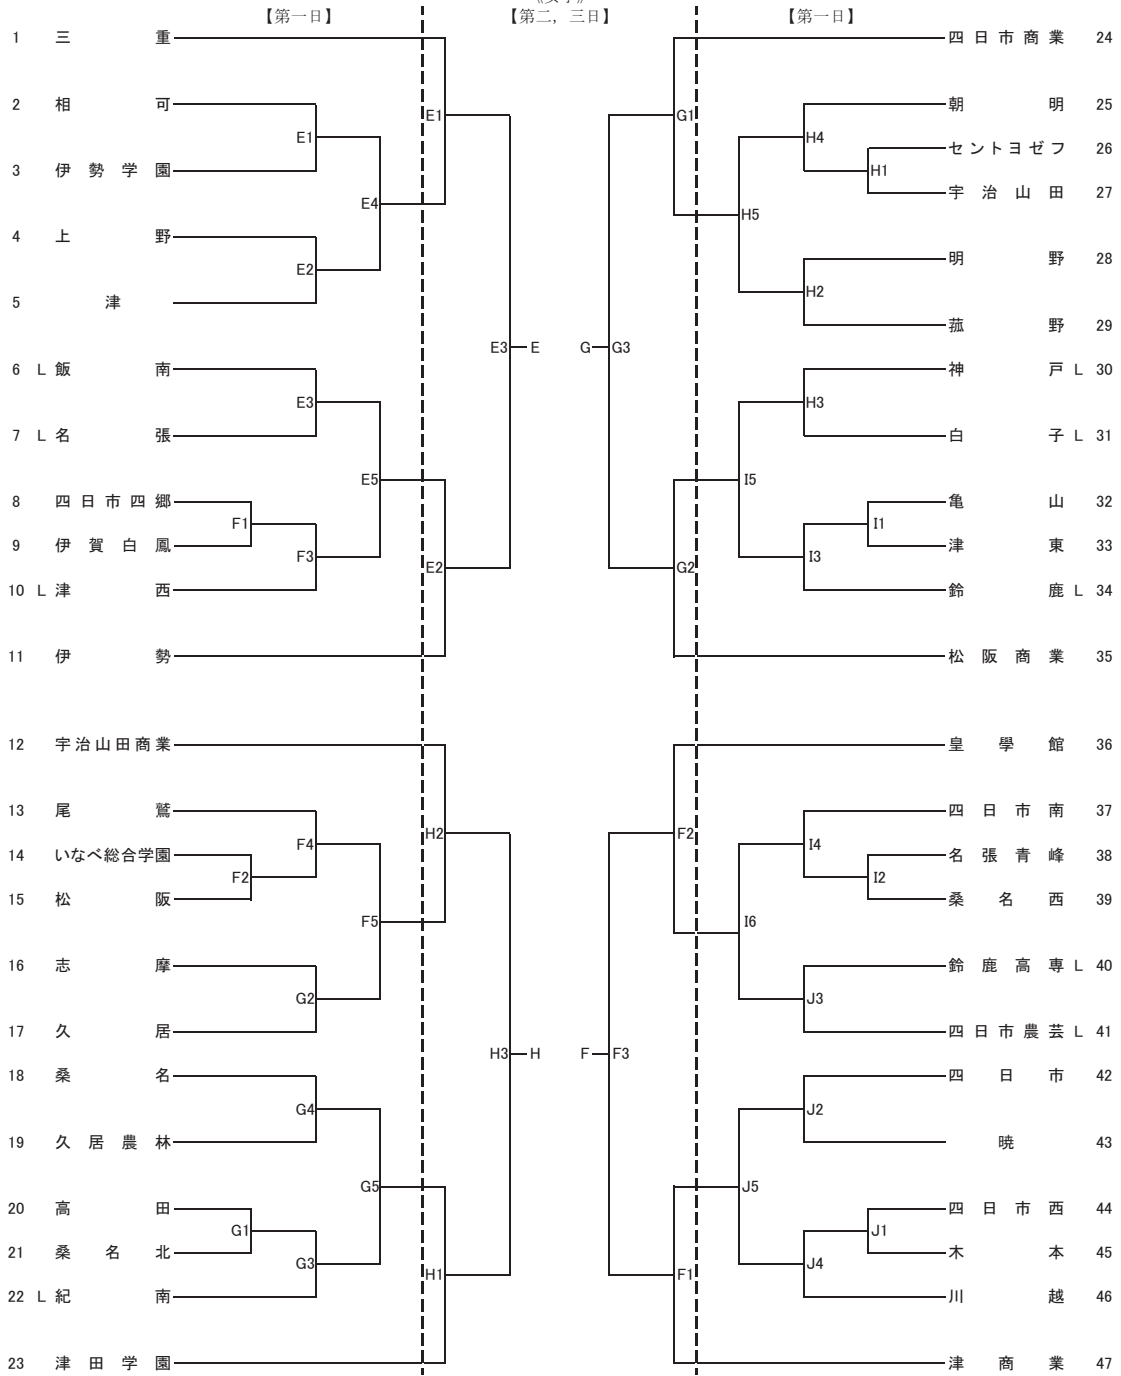 【第一日】 【第二，三日】 【第一日】
1 三重 四日市商業 24
2 相可 E1 G1 朝明 25
E1 H4
セントヨゼフ 26
3 伊勢学園 H1
宇治山田 27
E4 H5
4 上野
明野 28
E2 H2
5 津
菰野 29
E3 E G G3
6 L 飯南 神戸 L 30
E3 H3
7 L 名張 白子 L 31
E5 I5
8 四日市四郷 亀山 32
F1 I1
9 伊賀白鳳 津東 33
F3 E2 G2 I3
10 L 津西 鈴鹿 L 34
11 伊勢 松阪商業 35
12 宇治山田商業 皇學館 36
13 尾鷲 四日市南 37
F4 H2 F2 I4
14 いなべ総合学園 名張青峰 38
F2 I2
15 松阪 桑名西 39
F5 I6
16 志摩 鈴鹿高専 L 40
G2 J3
17 久居 四日市農芸 L 41
H3 H F F3
18 桑名 四日市 42
G4 J2
19 久居農林 暁 43
G5 J5
20 高田 四日市西 44
G1 J1
21 桑名北 木本 45
G3 H1 F1 J4
22 L 紀南 川越 46
23 津田学園 津商業 47